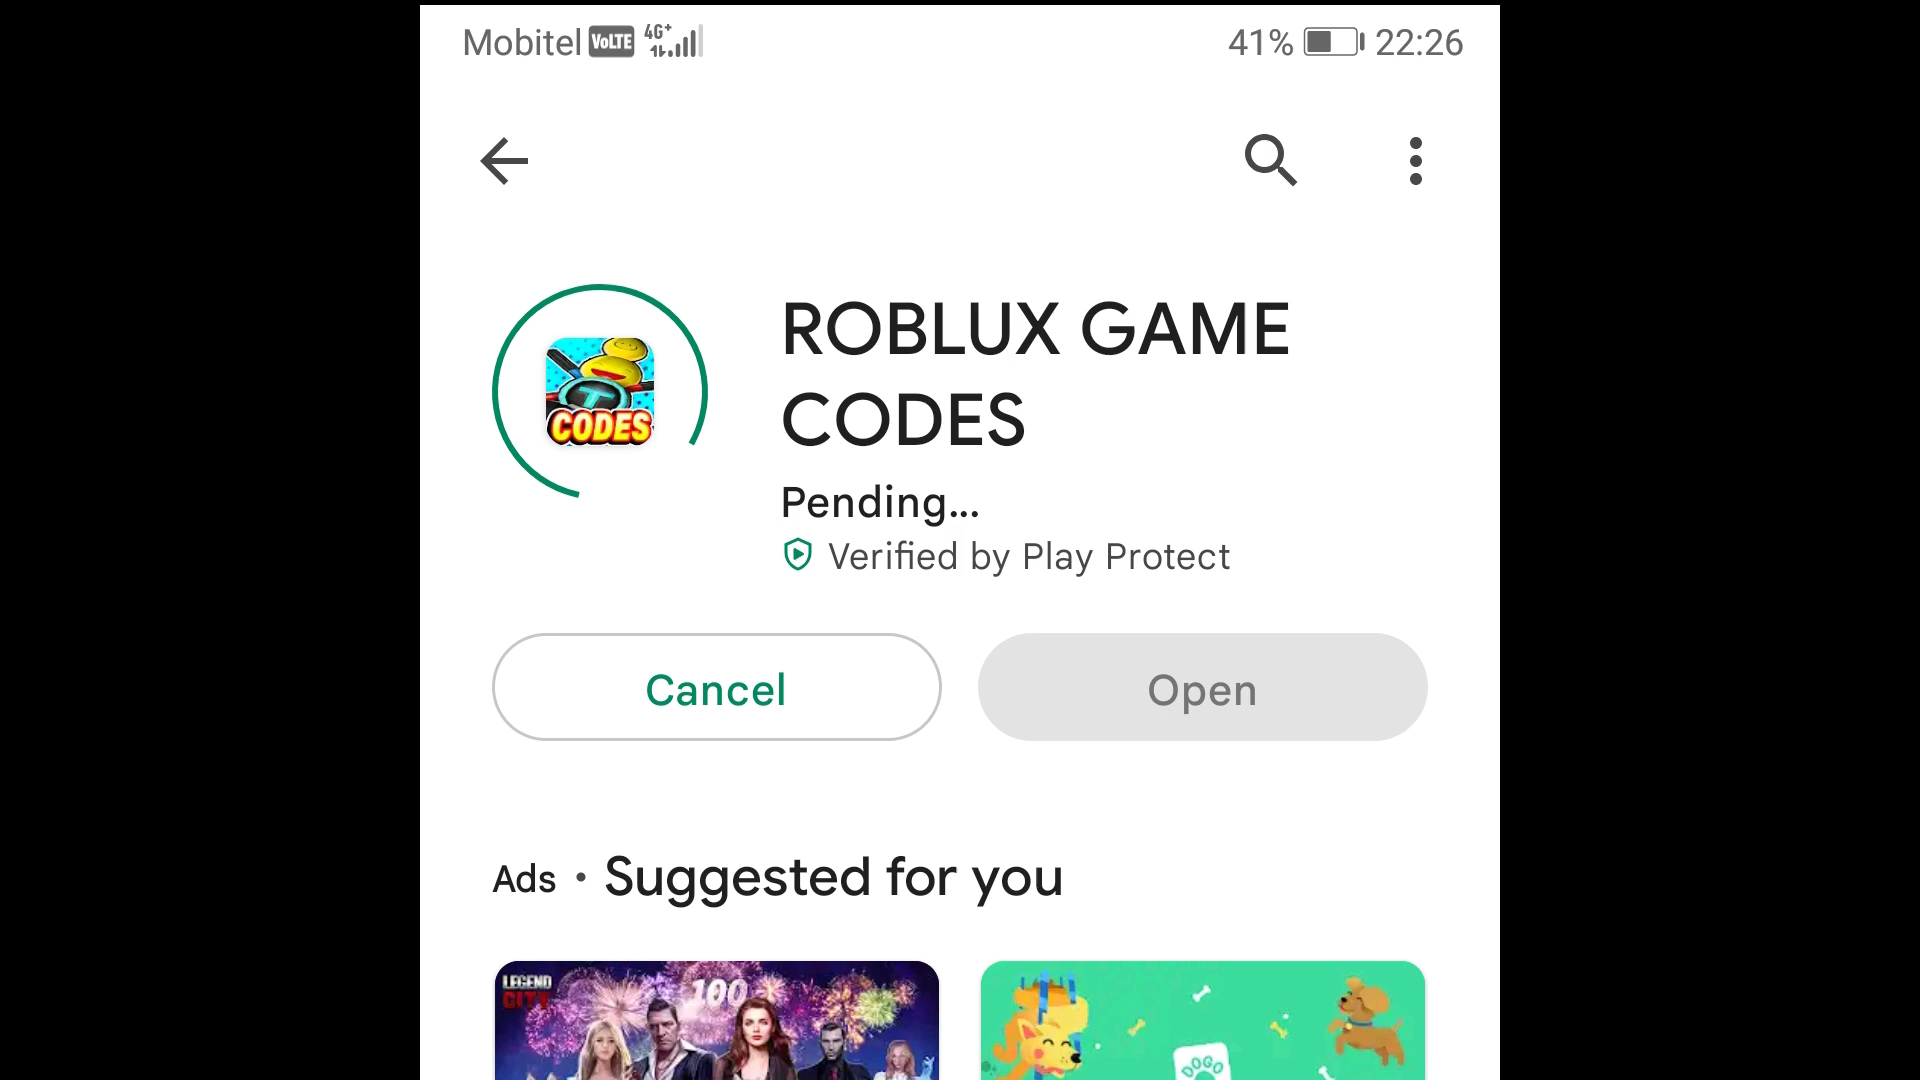 Mobitel VoLTE 4G+ 41% 22:26
T
CODES
ROBLUX GAME
CODES
Pending...
Verified by Play Protect
Cancel Open
Ads • Suggested for you
LEGEND
CITY
100
DOGO